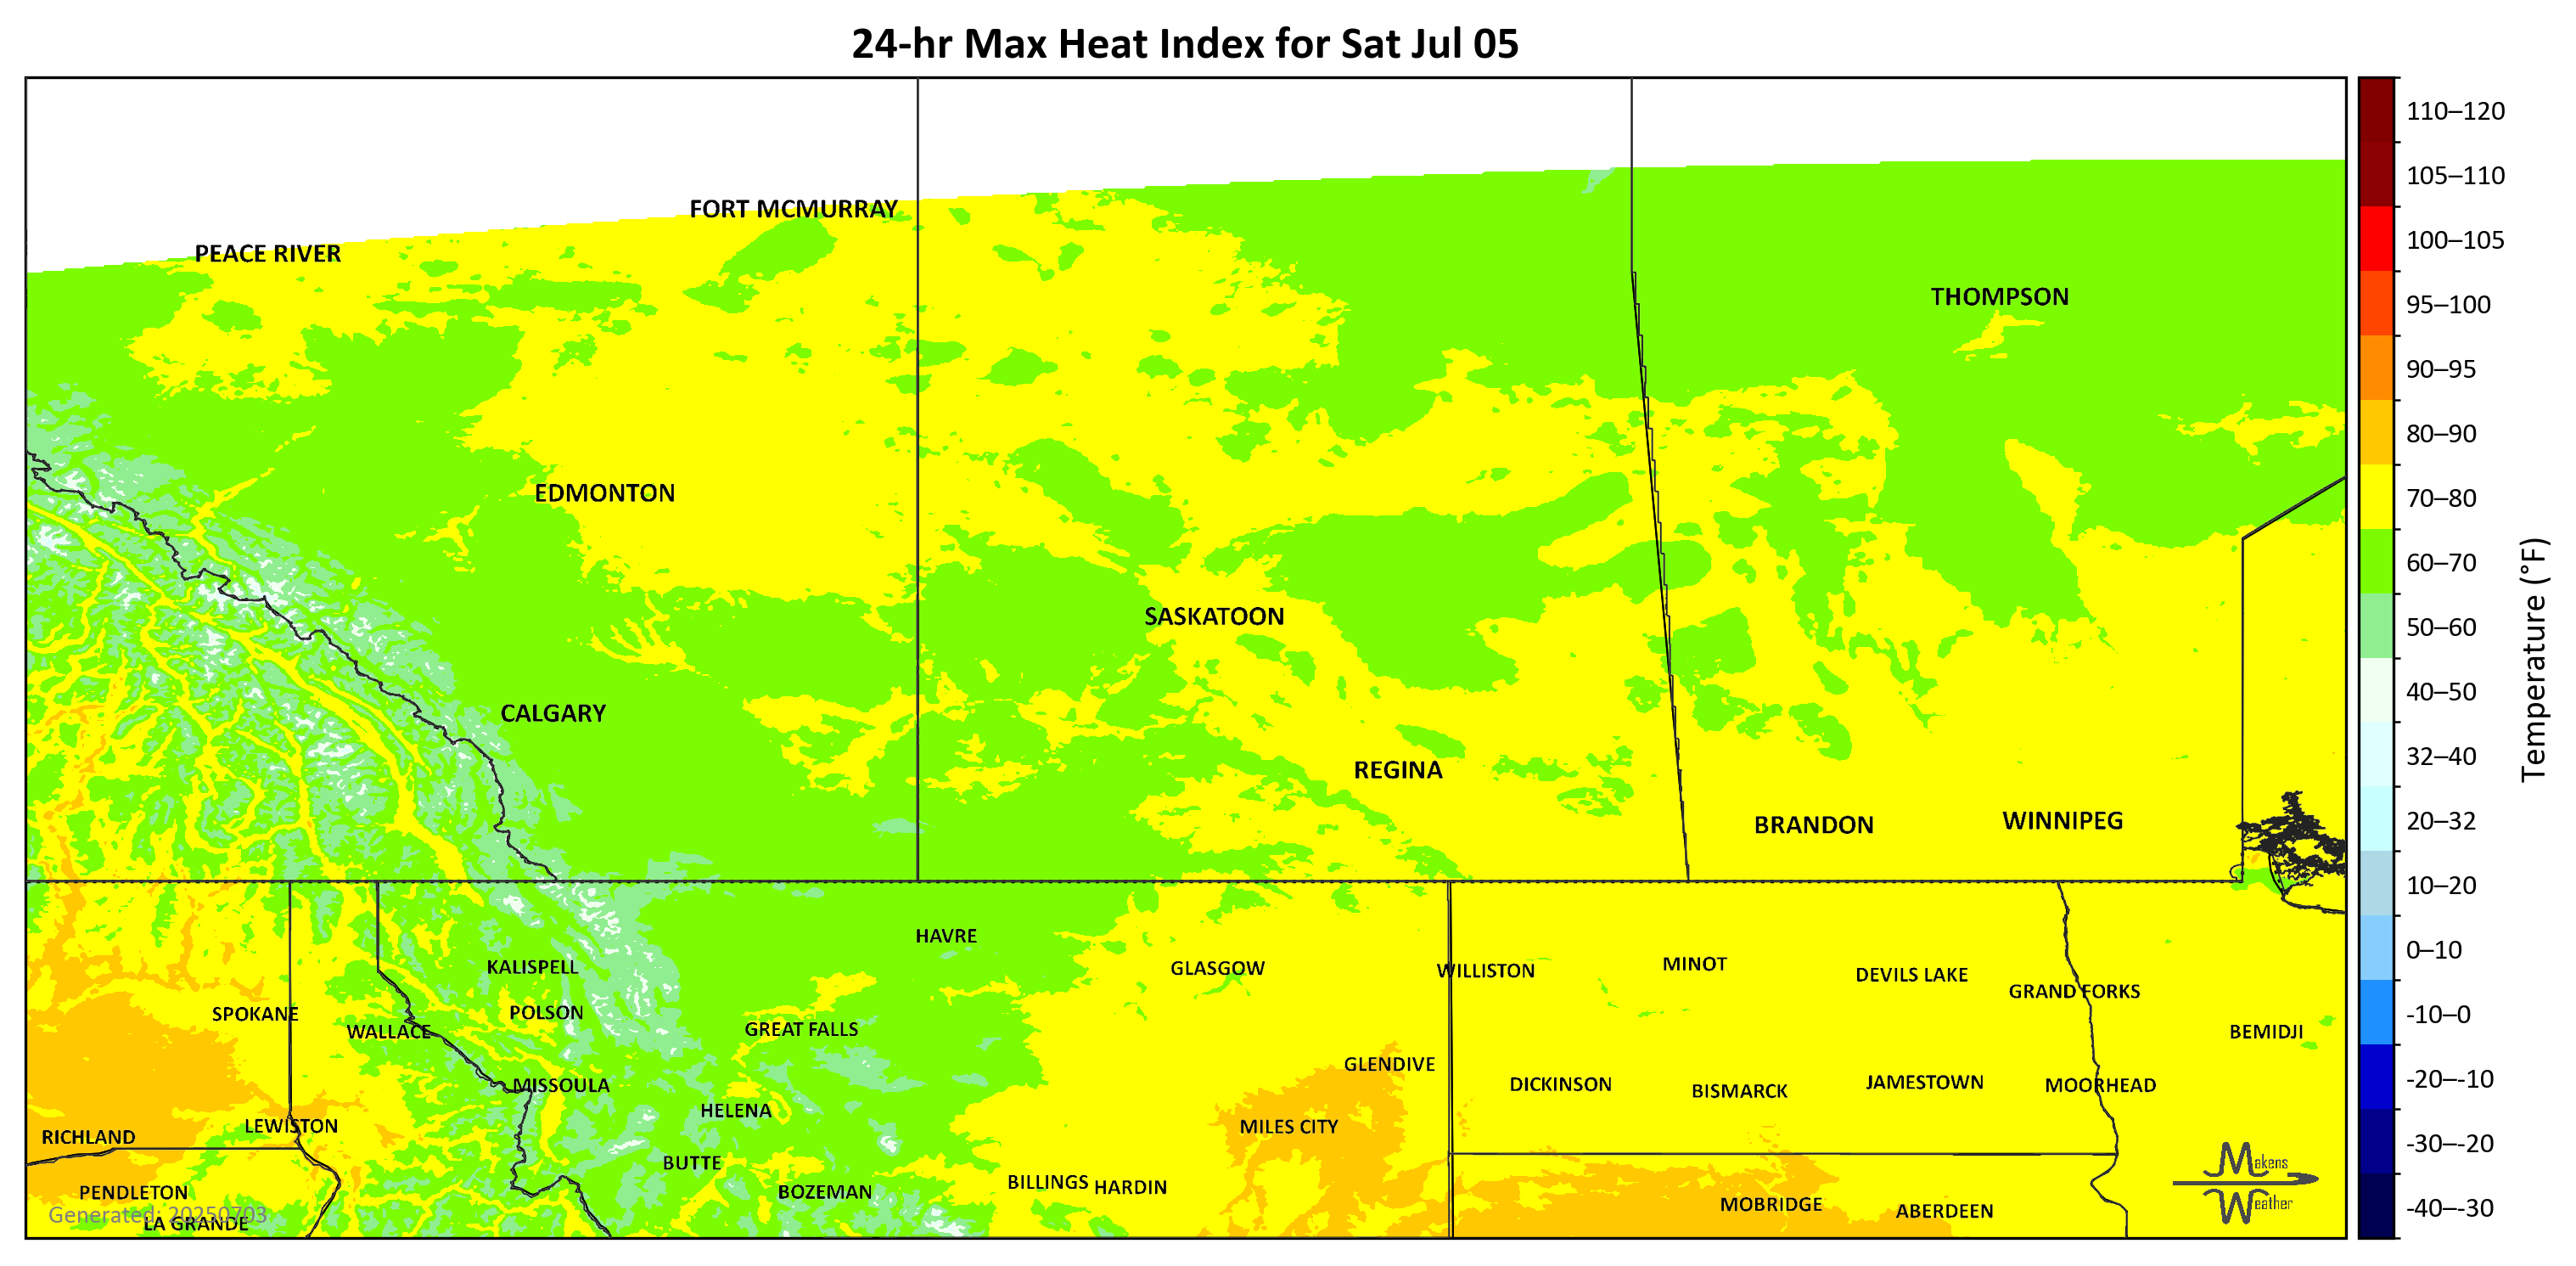 24-hr Max Heat Index for Sat Jul 05
110–120
105–110
100–105
95–100
90–95
80–90
70–80
60–70
50–60
40–50
32–40
20–32
10–20
0–10
-10–0
-20–-10
-30–-20
-40–-30
Temperature (°F)
FORT MCMURRAY
PEACE RIVER
THOMPSON
EDMONTON
SASKATOON
CALGARY
REGINA
BRANDON
WINNIPEG
HAVRE
KALISPELL
GLASGOW
WILLISTON
MINOT
DEVILS LAKE
GRAND FORKS
SPOKANE
POLSON
WALLACE
GREAT FALLS
BEMIDJI
GLENDIVE
MISSOULA
DICKINSON
BISMARCK
JAMESTOWN
MOORHEAD
HELENA
LEWISTON
MILES CITY
RICHLAND
BUTTE
BILLINGS
HARDIN
PENDLETON
BOZEMAN
MOBRIDGE
ABERDEEN
LA GRANDE
Generated: 20250703
Makens
Weather